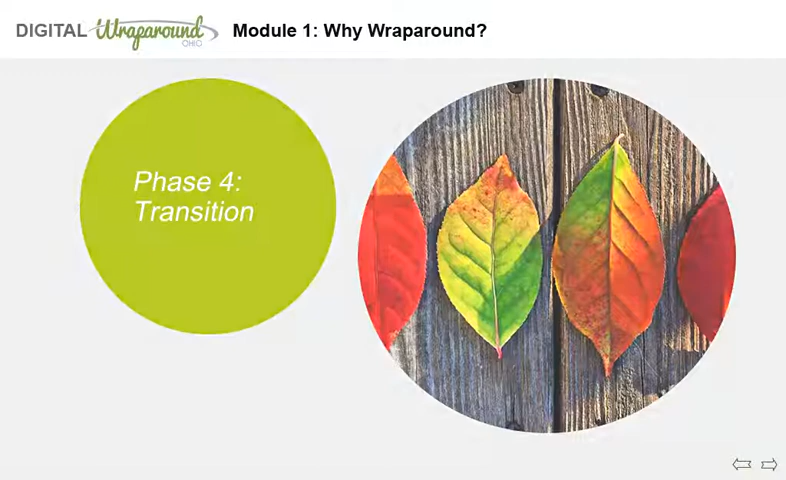 DIGITAL Wraparound OHIO Module 1: Why Wraparound?
Phase 4:
Transition